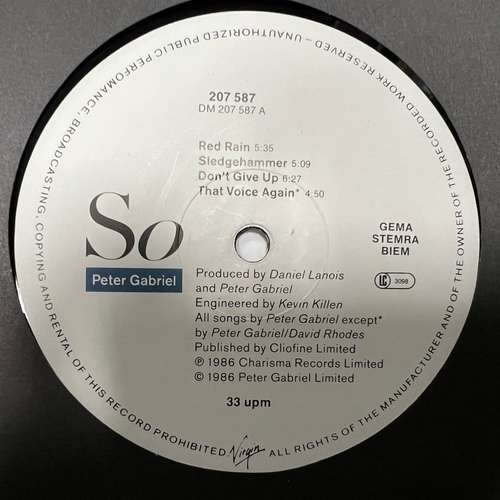 207 587
DM 207 587 A
Red Rain 5:35
Sledgehammer 5:09
Don't Give Up 6:27
That Voice Again* 4:50
So
Peter Gabriel
GEMA
STEMRA
BIEM
LC 3098
Produced by Daniel Lanois
and Peter Gabriel
Engineered by Kevin Killen
All songs by Peter Gabriel except*
by Peter Gabriel/David Rhodes
Published by Cliofine Limited
℗ 1986 Charisma Records Limited
© 1986 Peter Gabriel Limited
33 upm
Virgin
ALL RIGHTS OF THE MANUFACTURER AND OF THE OWNER OF THE RECORDED WORK RESERVED – UNAUTHORIZED PUBLIC PERFOMANCE, BROADCASTING, COPYING AND RENTAL OF THIS RECORD PROHIBITED